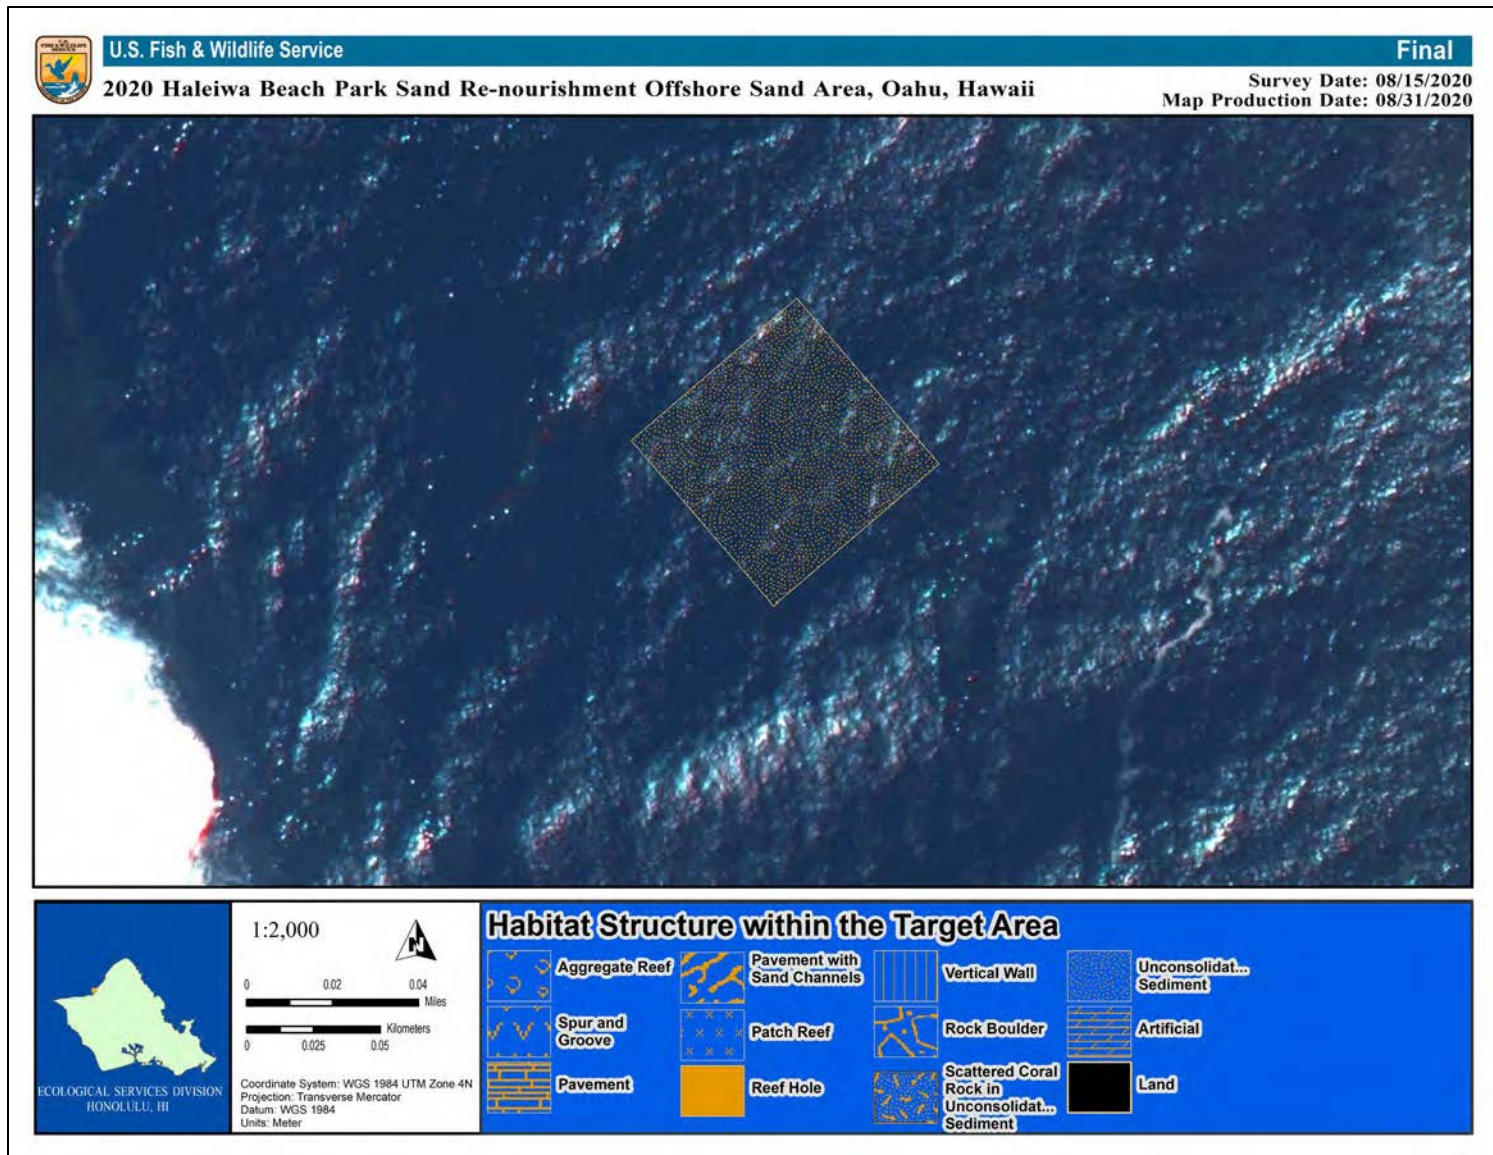 U.S. Fish & Wildlife Service
Final
2020 Haleiwa Beach Park Sand Re-nourishment Offshore Sand Area, Oahu, Hawaii
Survey Date: 08/15/2020
Map Production Date: 08/31/2020
ECOLOGICAL SERVICES DIVISION
HONOLULU, HI
1:2,000
N
0 0.02 0.04
Miles
Kilometers
0 0.025 0.05
Coordinate System: WGS 1984 UTM Zone 4N
Projection: Transverse Mercator
Datum: WGS 1984
Units: Meter
Habitat Structure within the Target Area
Aggregate Reef
Spur and
Groove
Pavement
Pavement with
Sand Channels
Patch Reef
Reef Hole
Vertical Wall
Rock Boulder
Scattered Coral
Rock in
Unconsolidat...
Sediment
Unconsolidat...
Sediment
Artificial
Land